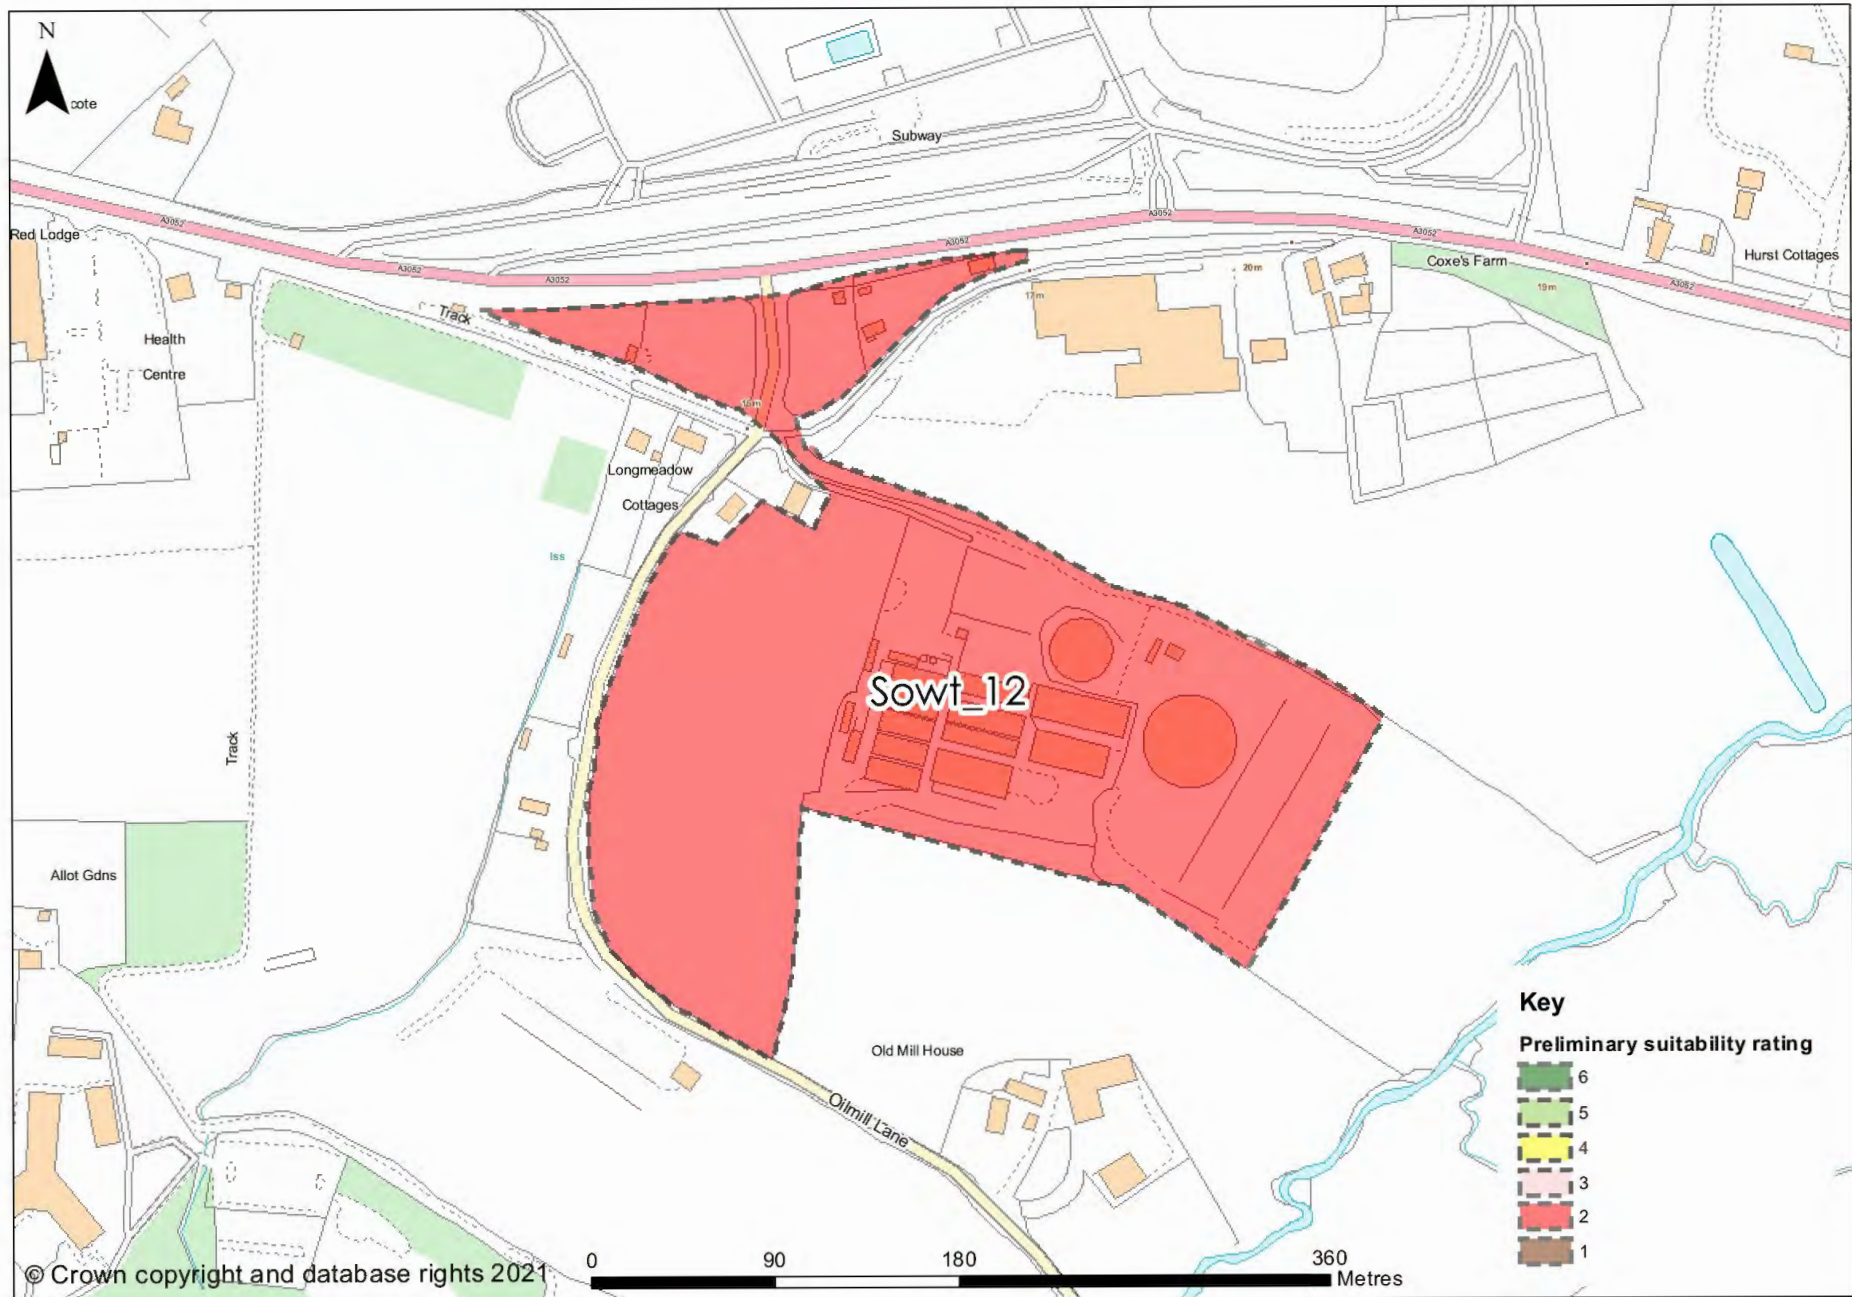 N
cote
Subway
A3052
A3052
Red Lodge
A3052
A3052
A3052
Hurst Cottages
Coxe's Farm
A3052
20m
A3052
19m
17m
Track
Health
Centre
16m
Longmeadow
Cottages
Iss
Sowt_12
Track
Allot Gdns
Old Mill House
Oilmill Lane
Key
Preliminary suitability rating
6
5
4
3
2
1
0 90 180 360
Metres
© Crown copyright and database rights 2021